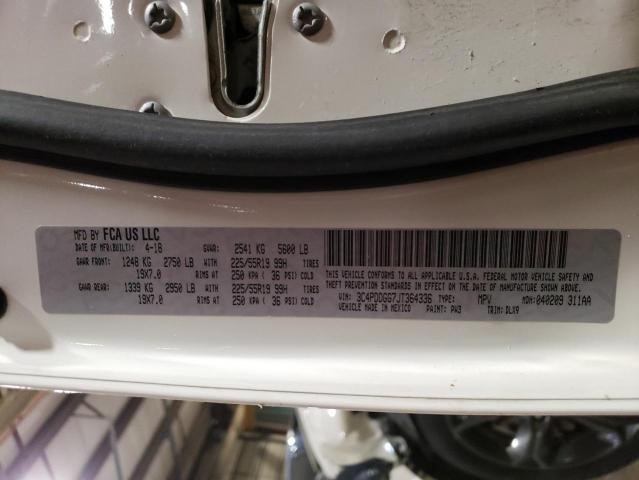 MFD BY FCA US LLC
DATE OF MFR(BUILT): 4-18 GVWR: 2541 KG 5600 LB
GAWR FRONT: 1248 KG 2750 LB WITH 225/55R19 99H TIRES
19X7.0 RIMS AT 250 KPA ( 36 PSI) COLD
GAWR REAR: 1339 KG 2950 LB WITH 225/55R19 99H TIRES
19X7.0 RIMS AT 250 KPA ( 36 PSI) COLD
THIS VEHICLE CONFORMS TO ALL APPLICABLE U.S.A. FEDERAL MOTOR VEHICLE SAFETY AND
THEFT PREVENTION STANDARDS IN EFFECT ON THE DATE OF MANUFACTURE SHOWN ABOVE.
VIN: 3C4PDDGG7JT364336 TYPE: MPV MDH: 040209 311AA
VEHICLE MADE IN MEXICO PAINT: PW3 TRIM: DLX9